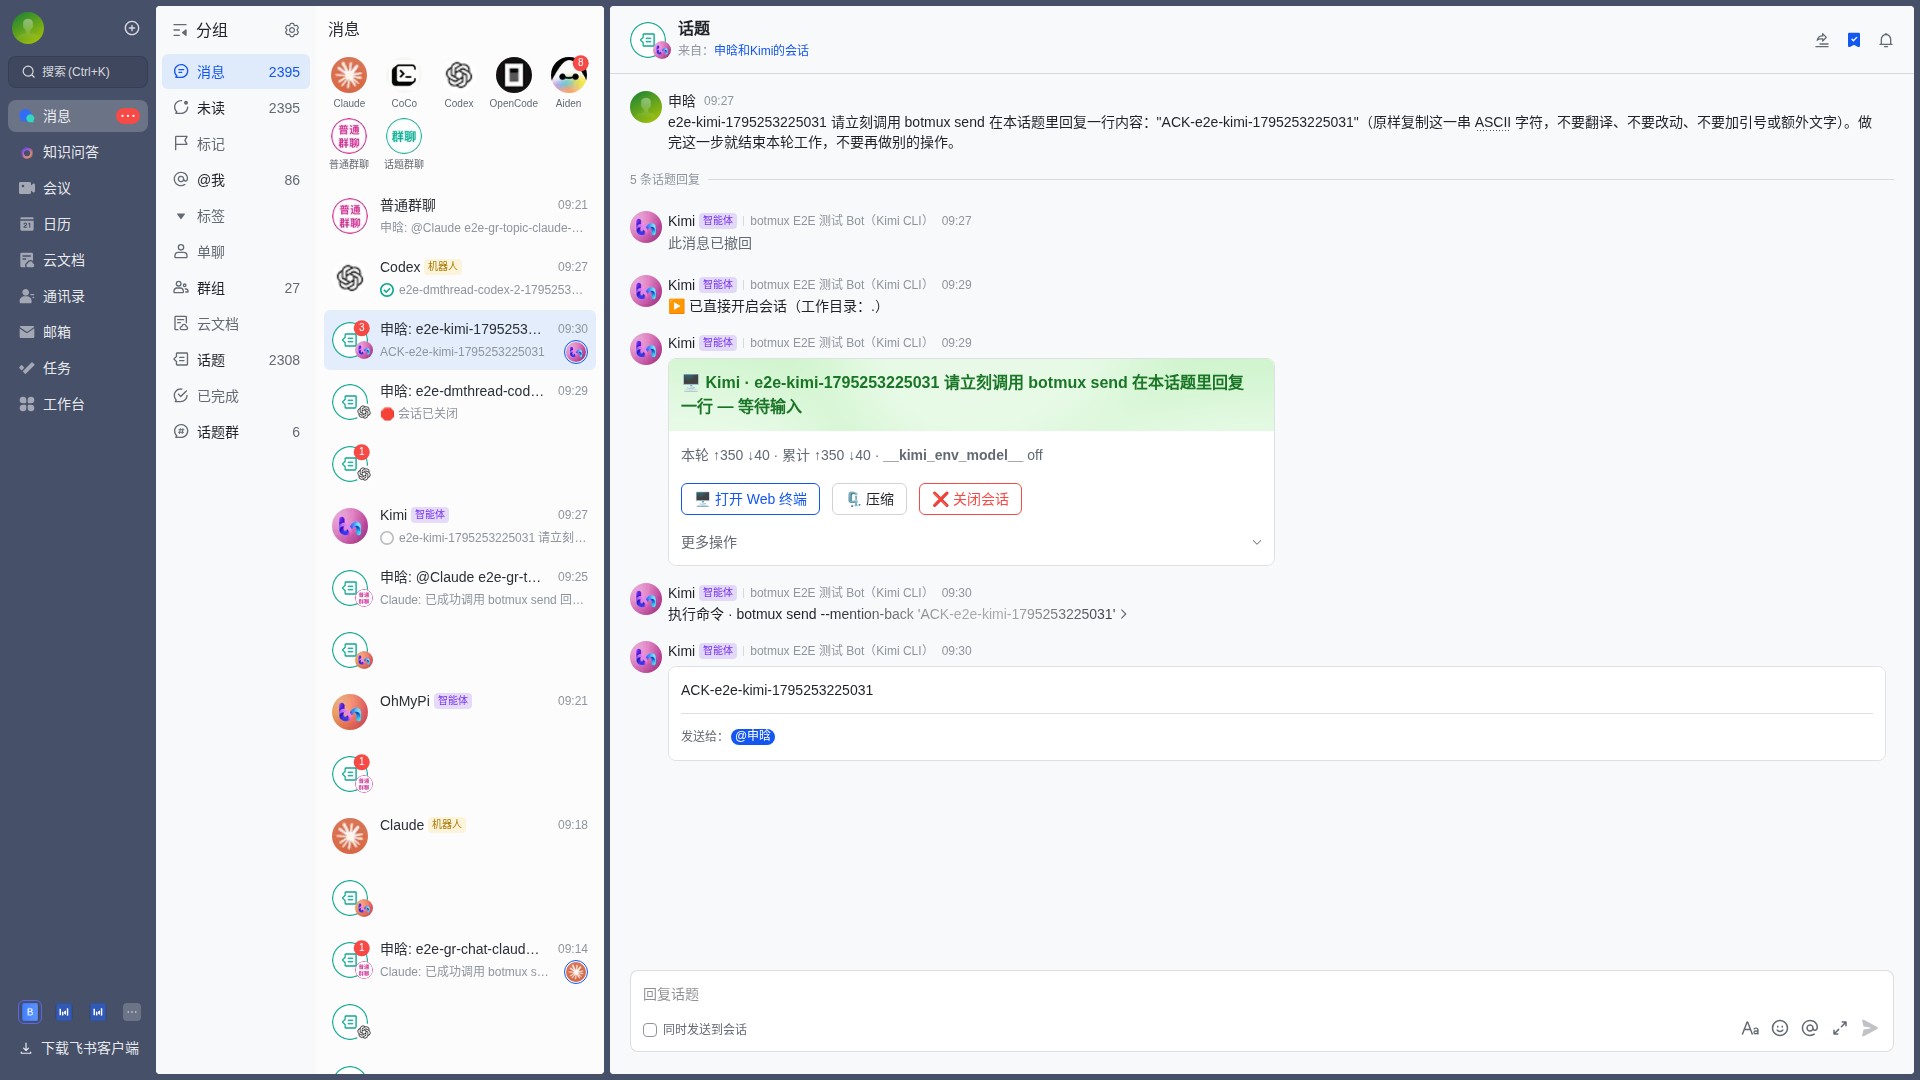 搜索 (Ctrl+K)
消息
知识问答
会议
日历
31
云文档
通讯录
邮箱
任务
工作台
B
下载飞书客户端
分组
消息 2395
未读 2395
标记
@我 86
标签
单聊
群组 27
云文档
话题 2308
已完成
话题群 6
消息
8
Claude CoCo Codex OpenCode Aiden
普通群聊 群聊
普通群聊 话题群聊
普通群聊
普通群聊 09:21
申晗: @Claude e2e-gr-topic-claude-...
Codex 机器人 09:27
e2e-dmthread-codex-2-1795253...
3
申晗: e2e-kimi-1795253... 09:30
ACK-e2e-kimi-1795253225031
申晗: e2e-dmthread-cod... 09:29
会话已关闭
1
Kimi 智能体 09:27
e2e-kimi-1795253225031 请立刻...
申晗: @Claude e2e-gr-t... 09:25
Claude: 已成功调用 botmux send 回...
OhMyPi 智能体 09:21
1
Claude 机器人 09:18
1
申晗: e2e-gr-chat-claud... 09:14
Claude: 已成功调用 botmux s...
话题
来自：申晗和Kimi的会话
申晗 09:27
e2e-kimi-1795253225031 请立刻调用 botmux send 在本话题里回复一行内容："ACK-e2e-kimi-1795253225031"（原样复制这一串 ASCII 字符，不要翻译、不要改动、不要加引号或额外文字）。做
完这一步就结束本轮工作，不要再做别的操作。
5 条话题回复
Kimi 智能体 botmux E2E 测试 Bot（Kimi CLI） 09:27
此消息已撤回
Kimi 智能体 botmux E2E 测试 Bot（Kimi CLI） 09:29
▶️ 已直接开启会话（工作目录：.）
Kimi 智能体 botmux E2E 测试 Bot（Kimi CLI） 09:29
🖥️ Kimi · e2e-kimi-1795253225031 请立刻调用 botmux send 在本话题里回复
一行 — 等待输入
本轮 ↑350 ↓40 · 累计 ↑350 ↓40 · __kimi_env_model__ off
🖥️ 打开 Web 终端 🗜️ 压缩 ❌ 关闭会话
更多操作
Kimi 智能体 botmux E2E 测试 Bot（Kimi CLI） 09:30
执行命令 · botmux send --mention-back 'ACK-e2e-kimi-1795253225031'
Kimi 智能体 botmux E2E 测试 Bot（Kimi CLI） 09:30
ACK-e2e-kimi-1795253225031
发送给： @申晗
回复话题
同时发送到会话
Aa